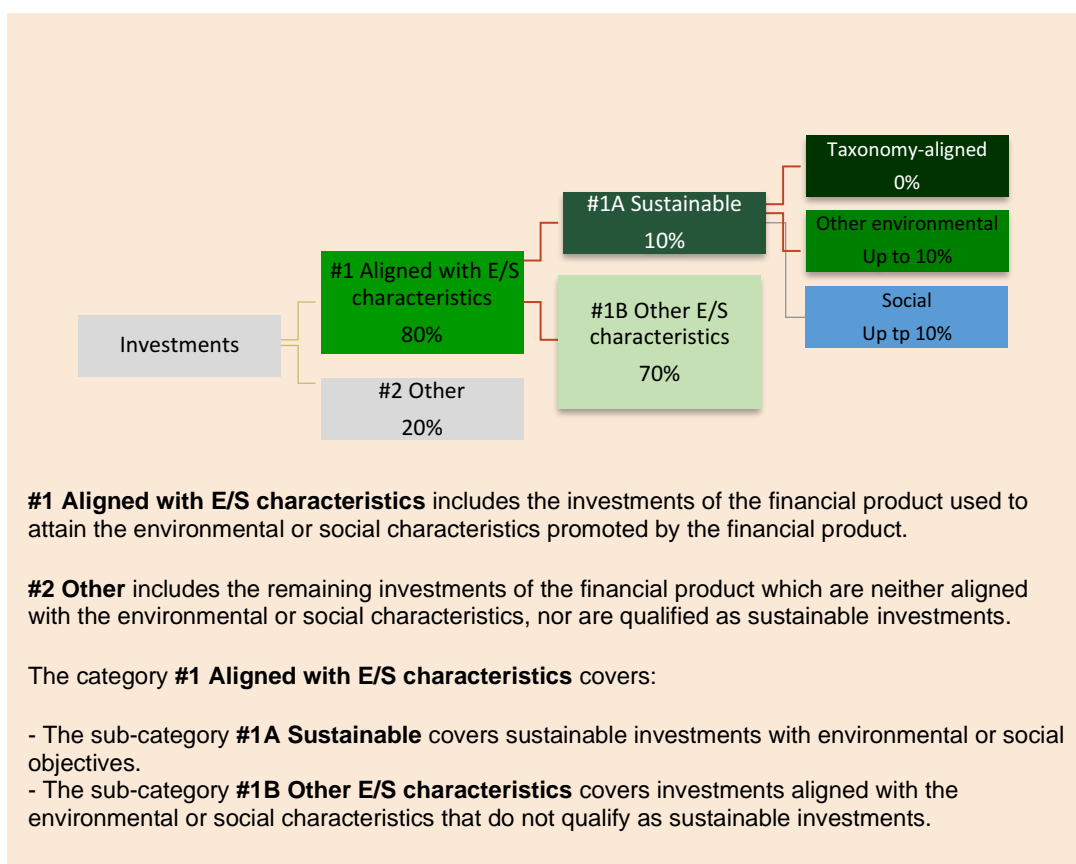 Taxonomy-aligned
0%
#1A Sustainable
10%
Other environmental
Up to 10%
#1 Aligned with E/S
characteristics
80%
#1B Other E/S
characteristics
70%
Social
Up tp 10%
Investments
#2 Other
20%
#1 Aligned with E/S characteristics includes the investments of the financial product used to
attain the environmental or social characteristics promoted by the financial product.
#2 Other includes the remaining investments of the financial product which are neither aligned
with the environmental or social characteristics, nor are qualified as sustainable investments.
The category #1 Aligned with E/S characteristics covers:
- The sub-category #1A Sustainable covers sustainable investments with environmental or social
objectives.
- The sub-category #1B Other E/S characteristics covers investments aligned with the
environmental or social characteristics that do not qualify as sustainable investments.